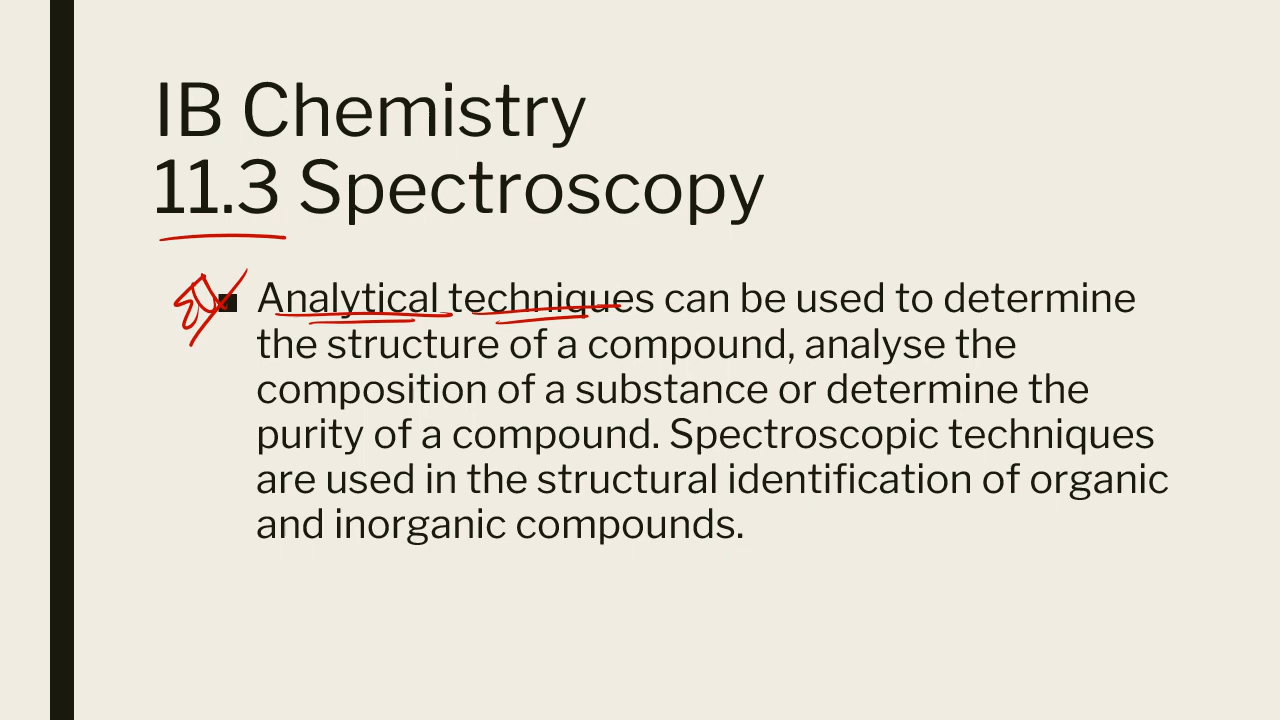 IB Chemistry
11.3 Spectroscopy
Analytical techniques can be used to determine
the structure of a compound, analyse the
composition of a substance or determine the
purity of a compound. Spectroscopic techniques
are used in the structural identification of organic
and inorganic compounds.